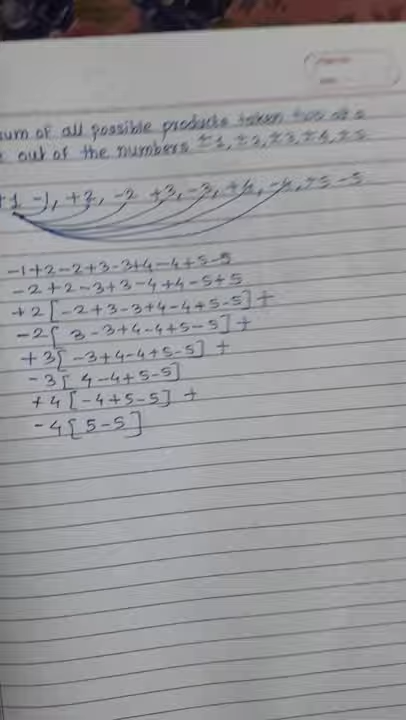 sum of all possible products taken two at a
out of the numbers ±1, ±2, ±3, ±4, ±5
+1 -1, +2, -2 +3, -3, +4, -4, +5 -5
-1+2-2+3-3+4-4+5-5
-2+2-3+3-4+4-5+5
+2[-2+3-3+4-4+5-5]+
-2[3-3+4-4+5-5]+
+3[-3+4-4+5-5]+
-3[4-4+5-5]
+4[-4+5-5]+
-4[5-5]